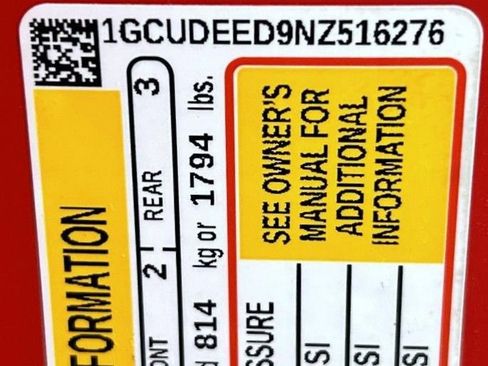 1GCUDEED9NZ516276
FORMATION
ONT 2 REAR 3
814 kg or 1794 lbs.
SSURE
SEE OWNER'S
MANUAL FOR
ADDITIONAL
INFORMATION
SI
SI
SI